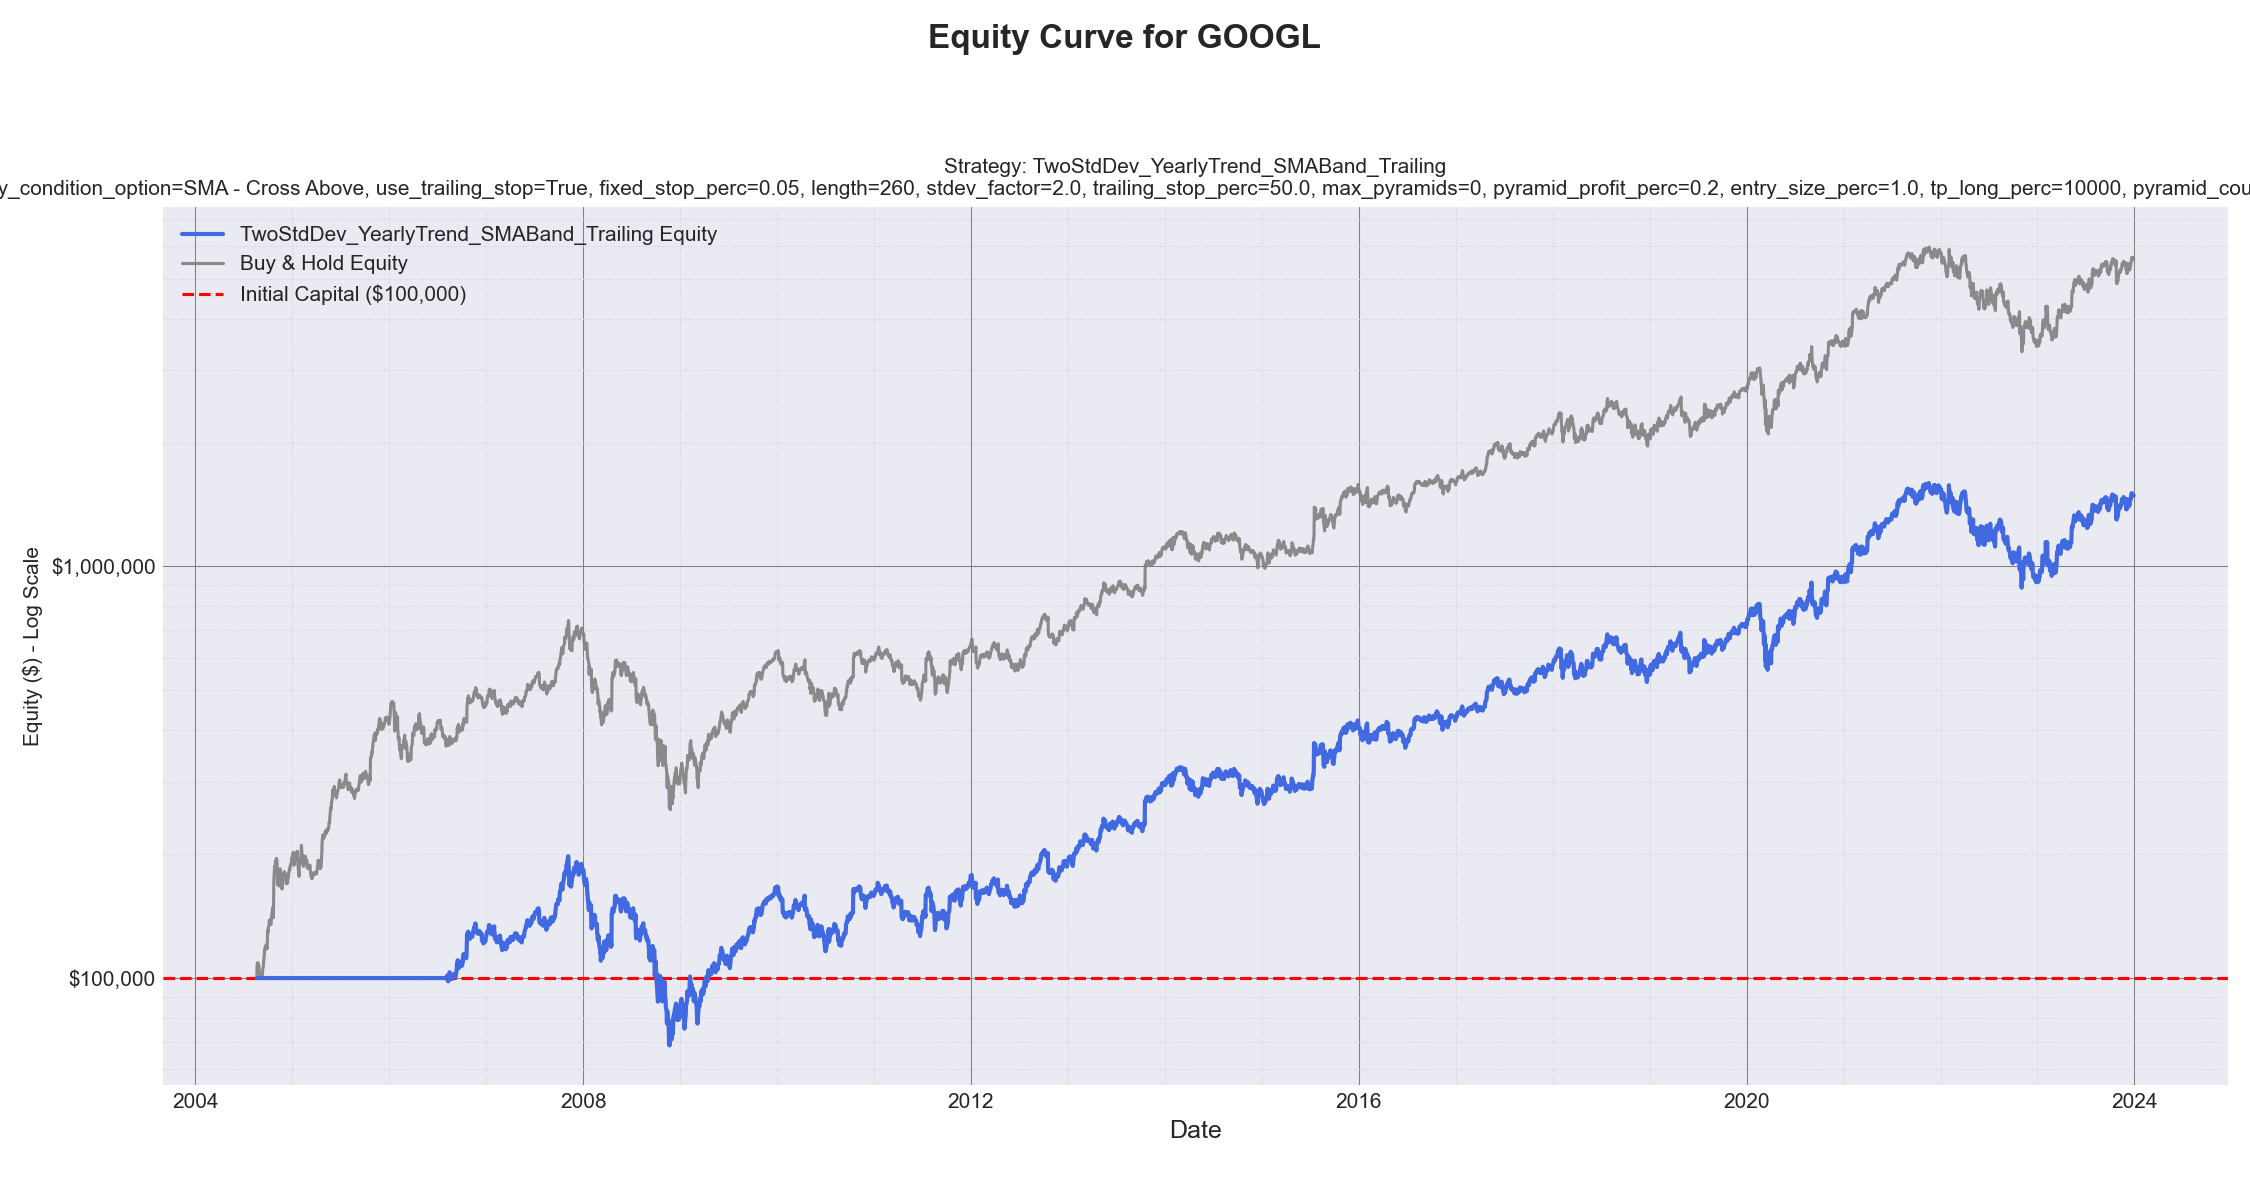 Equity Curve for GOOGL
Strategy: TwoStdDev_YearlyTrend_SMABand_Trailing
y_condition_option=SMA - Cross Above, use_trailing_stop=True, fixed_stop_perc=0.05, length=260, stdev_factor=2.0, trailing_stop_perc=50.0, max_pyramids=0, pyramid_profit_perc=0.2, entry_size_perc=1.0, tp_long_perc=10000, pyramid_cou
TwoStdDev_YearlyTrend_SMABand_Trailing Equity
Buy & Hold Equity
Initial Capital ($100,000)
Equity ($) - Log Scale
$1,000,000
$100,000
2004 2008 2012 2016 2020 2024
Date